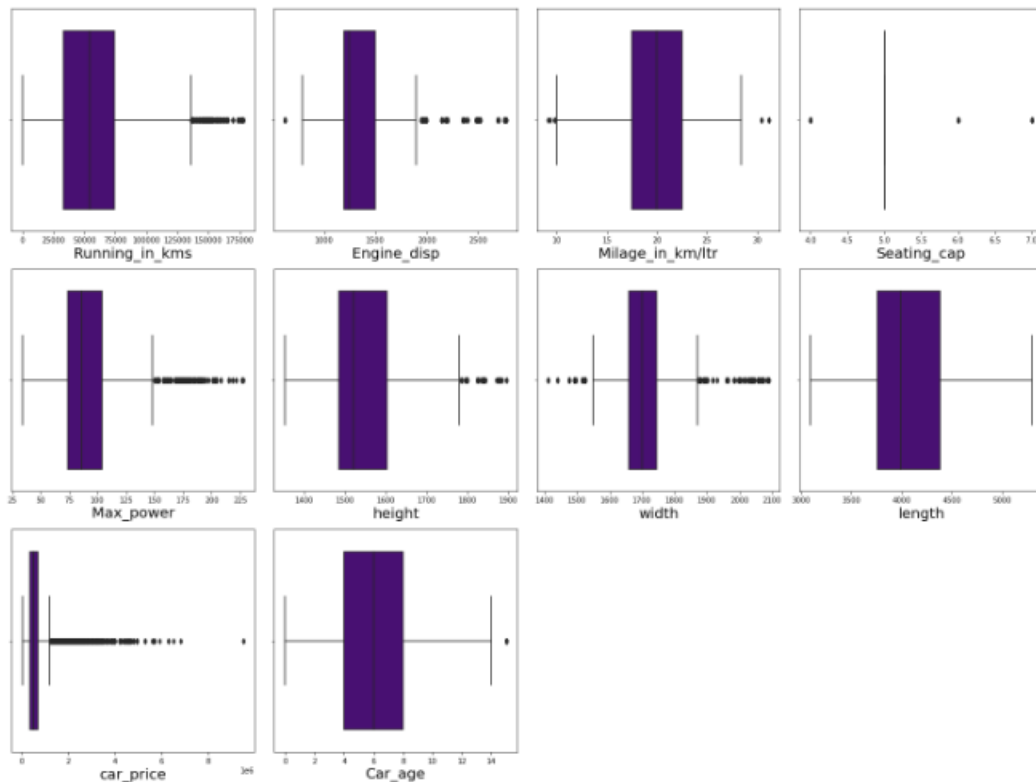 0 25000 50000 75000 100000 125000 150000 175000
Running_in_kms
1000 1500 2000 2500
Engine_disp
10 15 20 25 30
Milage_in_km/ltr
4.0 4.5 5.0 5.5 6.0 6.5 7.0
Seating_cap
25 50 75 100 125 150 175 200 225
Max_power
1400 1500 1600 1700 1800 1900
height
1400 1500 1600 1700 1800 1900 2000 2100
width
3000 3500 4000 4500 5000
length
0 2 4 6 8
1e6
car_price
0 2 4 6 8 10 12 14
Car_age